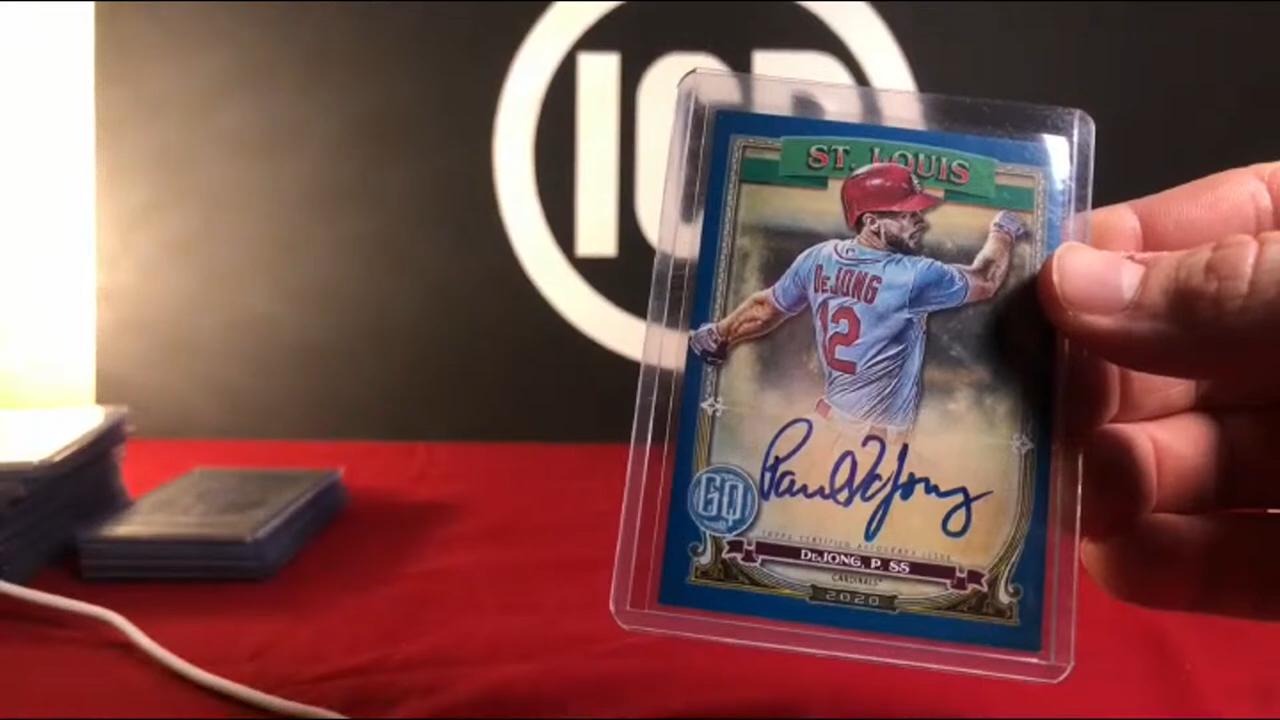 ST. LOUIS
DeJONG
12
Paul DeJong
GQ
TOPPS CERTIFIED AUTOGRAPH ISSUE
DeJONG, P. SS
CARDINALS
2020